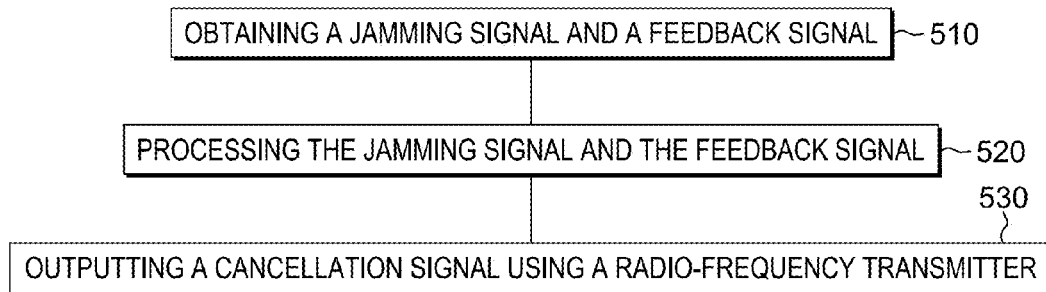 OBTAINING A JAMMING SIGNAL AND A FEEDBACK SIGNAL 510
PROCESSING THE JAMMING SIGNAL AND THE FEEDBACK SIGNAL 520
530
OUTPUTTING A CANCELLATION SIGNAL USING A RADIO-FREQUENCY TRANSMITTER